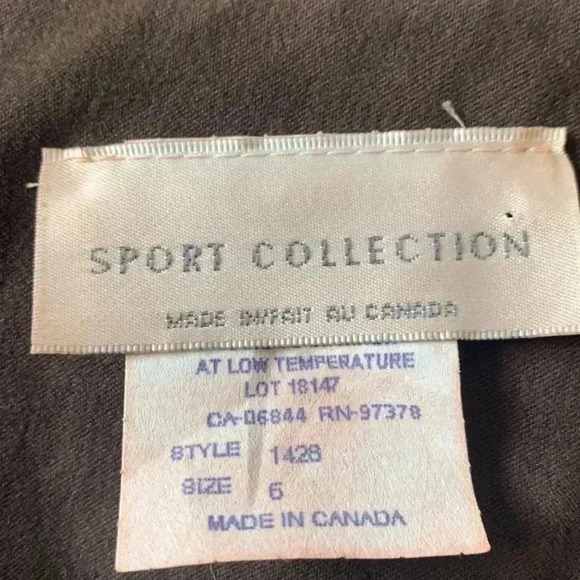 SPORT COLLECTION
MADE IN/FAIT AU CANADA
AT LOW TEMPERATURE
LOT 18147
CA-06844 RN-97378
STYLE 1428
SIZE 6
MADE IN CANADA